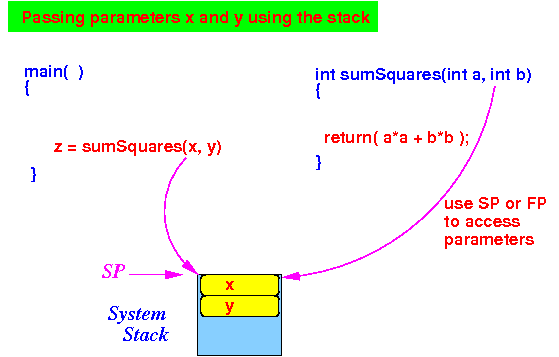 Passing parameters x and y using the stack
main(  )
{
z = sumSquares(x, y)
}
int sumSquares(int a, int b)
{
return( a*a + b*b );
}
use SP or FP
to access
parameters
SP
x
y
System
Stack